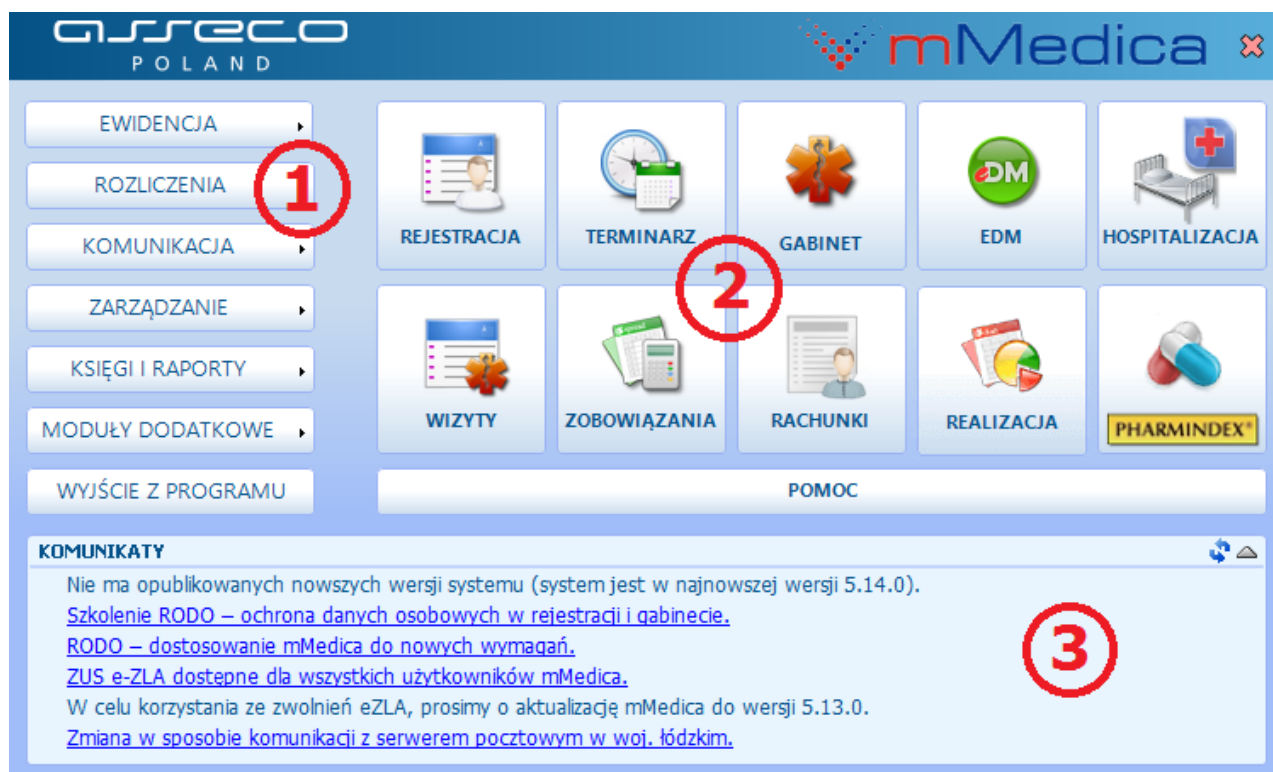 asseco
POLAND
mMedica
EWIDENCJA
ROZLICZENIA
KOMUNIKACJA
ZARZĄDZANIE
KSIĘGI I RAPORTY
MODUŁY DODATKOWE
WYJŚCIE Z PROGRAMU
1
REJESTRACJA
TERMINARZ
GABINET
eDM
EDM
HOSPITALIZACJA
2
WIZYTY
ZOBOWIĄZANIA
RACHUNKI
REALIZACJA
PHARMINDEX®
POMOC
KOMUNIKATY
Nie ma opublikowanych nowszych wersji systemu (system jest w najnowszej wersji 5.14.0).
Szkolenie RODO – ochrona danych osobowych w rejestracji i gabinecie.
RODO – dostosowanie mMedica do nowych wymagań.
ZUS e-ZLA dostępne dla wszystkich użytkowników mMedica.
W celu korzystania ze zwolnień eZLA, prosimy o aktualizację mMedica do wersji 5.13.0.
Zmiana w sposobie komunikacji z serwerem pocztowym w woj. łódzkim.
3